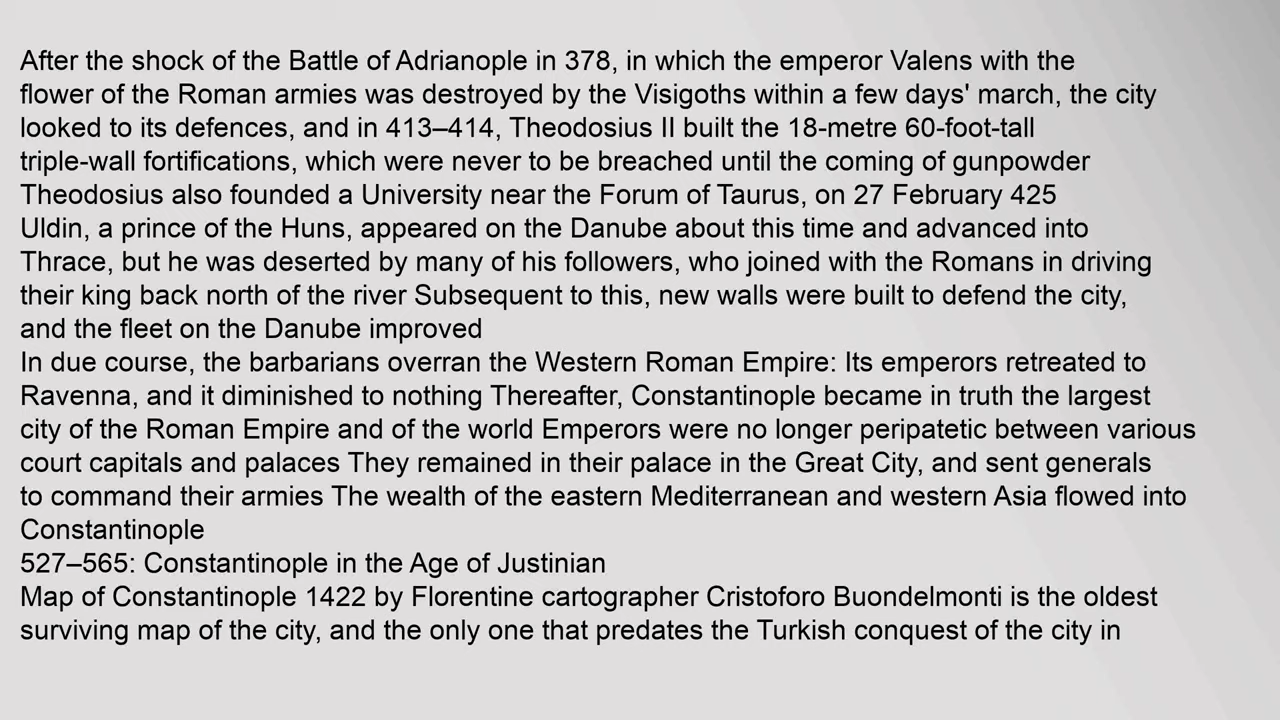 After the shock of the Battle of Adrianople in 378, in which the emperor Valens with the
flower of the Roman armies was destroyed by the Visigoths within a few days' march, the city
looked to its defences, and in 413–414, Theodosius II built the 18-metre 60-foot-tall
triple-wall fortifications, which were never to be breached until the coming of gunpowder
Theodosius also founded a University near the Forum of Taurus, on 27 February 425
Uldin, a prince of the Huns, appeared on the Danube about this time and advanced into
Thrace, but he was deserted by many of his followers, who joined with the Romans in driving
their king back north of the river Subsequent to this, new walls were built to defend the city,
and the fleet on the Danube improved
In due course, the barbarians overran the Western Roman Empire: Its emperors retreated to
Ravenna, and it diminished to nothing Thereafter, Constantinople became in truth the largest
city of the Roman Empire and of the world Emperors were no longer peripatetic between various
court capitals and palaces They remained in their palace in the Great City, and sent generals
to command their armies The wealth of the eastern Mediterranean and western Asia flowed into
Constantinople
527–565: Constantinople in the Age of Justinian
Map of Constantinople 1422 by Florentine cartographer Cristoforo Buondelmonti is the oldest
surviving map of the city, and the only one that predates the Turkish conquest of the city in